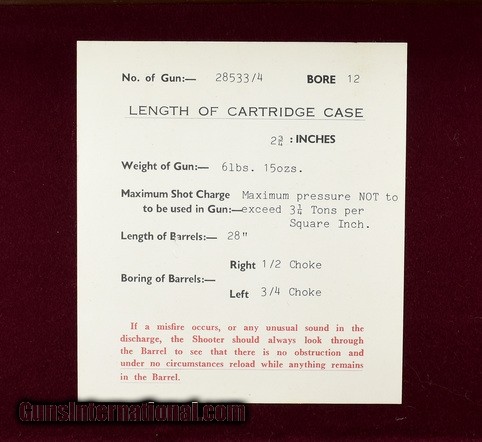 No. of Gun:— 28533/4 BORE 12
LENGTH OF CARTRIDGE CASE
2¾ : INCHES
Weight of Gun:— 6lbs. 15ozs.
Maximum Shot Charge Maximum pressure NOT to
to be used in Gun:—exceed 3¼ Tons per
Square Inch.
Length of Barrels:— 28"
Right 1/2 Choke
Boring of Barrels:—
Left 3/4 Choke
If a misfire occurs, or any unusual sound in the
discharge, the Shooter should always look through
the Barrel to see that there is no obstruction and
under no circumstances reload while anything remains
in the Barrel.
GunsInternational.com